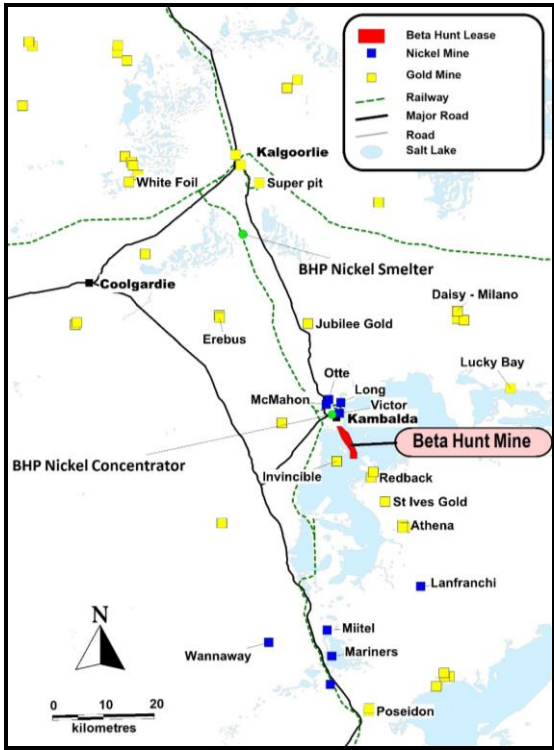 Beta Hunt Lease
Nickel Mine
Gold Mine
Railway
Major Road
Road
Salt Lake
Kalgoorlie
White Foil
Super pit
BHP Nickel Smelter
Coolgardie
Daisy - Milano
Erebus
Jubilee Gold
Lucky Bay
Otte
Long
McMahon
Victor
Kambalda
Beta Hunt Mine
BHP Nickel Concentrator
Invincible
Redback
St Ives Gold
Athena
Lanfranchi
N
Miitel
Wannaway
Mariners
Poseidon
0 10 20
kilometres